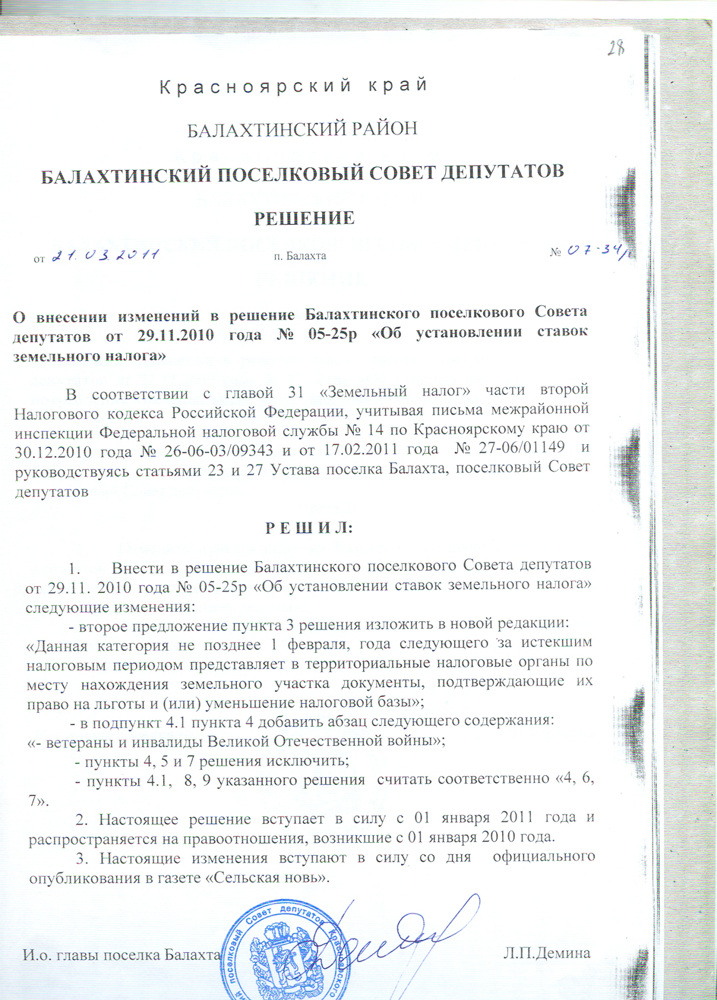 28
Красноярский край
БАЛАХТИНСКИЙ РАЙОН
БАЛАХТИНСКИЙ ПОСЕЛКОВЫЙ СОВЕТ ДЕПУТАТОВ
РЕШЕНИЕ
от 21.03.2011 п. Балахта № 07-34/
О внесении изменений в решение Балахтинского поселкового Совета
депутатов от 29.11.2010 года № 05-25р «Об установлении ставок
земельного налога»
В соответствии с главой 31 «Земельный налог» части второй
Налогового кодекса Российской Федерации, учитывая письма межрайонной
инспекции Федеральной налоговой службы № 14 по Красноярскому краю от
30.12.2010 года № 26-06-03/09343 и от 17.02.2011 года № 27-06/01149 и
руководствуясь статьями 23 и 27 Устава поселка Балахта, поселковый Совет
депутатов
Р Е Ш И Л:
1. Внести в решение Балахтинского поселкового Совета депутатов
от 29.11. 2010 года № 05-25р «Об установлении ставок земельного налога»
следующие изменения:
- второе предложение пункта 3 решения изложить в новой редакции:
«Данная категория не позднее 1 февраля, года следующего за истекшим
налоговым периодом представляет в территориальные налоговые органы по
месту нахождения земельного участка документы, подтверждающие их
право на льготы и (или) уменьшение налоговой базы»;
- в подпункт 4.1 пункта 4 добавить абзац следующего содержания:
«- ветераны и инвалиды Великой Отечественной войны»;
- пункты 4, 5 и 7 решения исключить;
- пункты 4.1, 8, 9 указанного решения считать соответственно «4, 6,
7».
2. Настоящее решение вступает в силу с 01 января 2011 года и
распространяется на правоотношения, возникшие с 01 января 2010 года.
3. Настоящие изменения вступают в силу со дня официального
опубликования в газете «Сельская новь».
поселковый Совет депутатов Красноярского
И.о. главы поселка Балахта Л.П.Демина